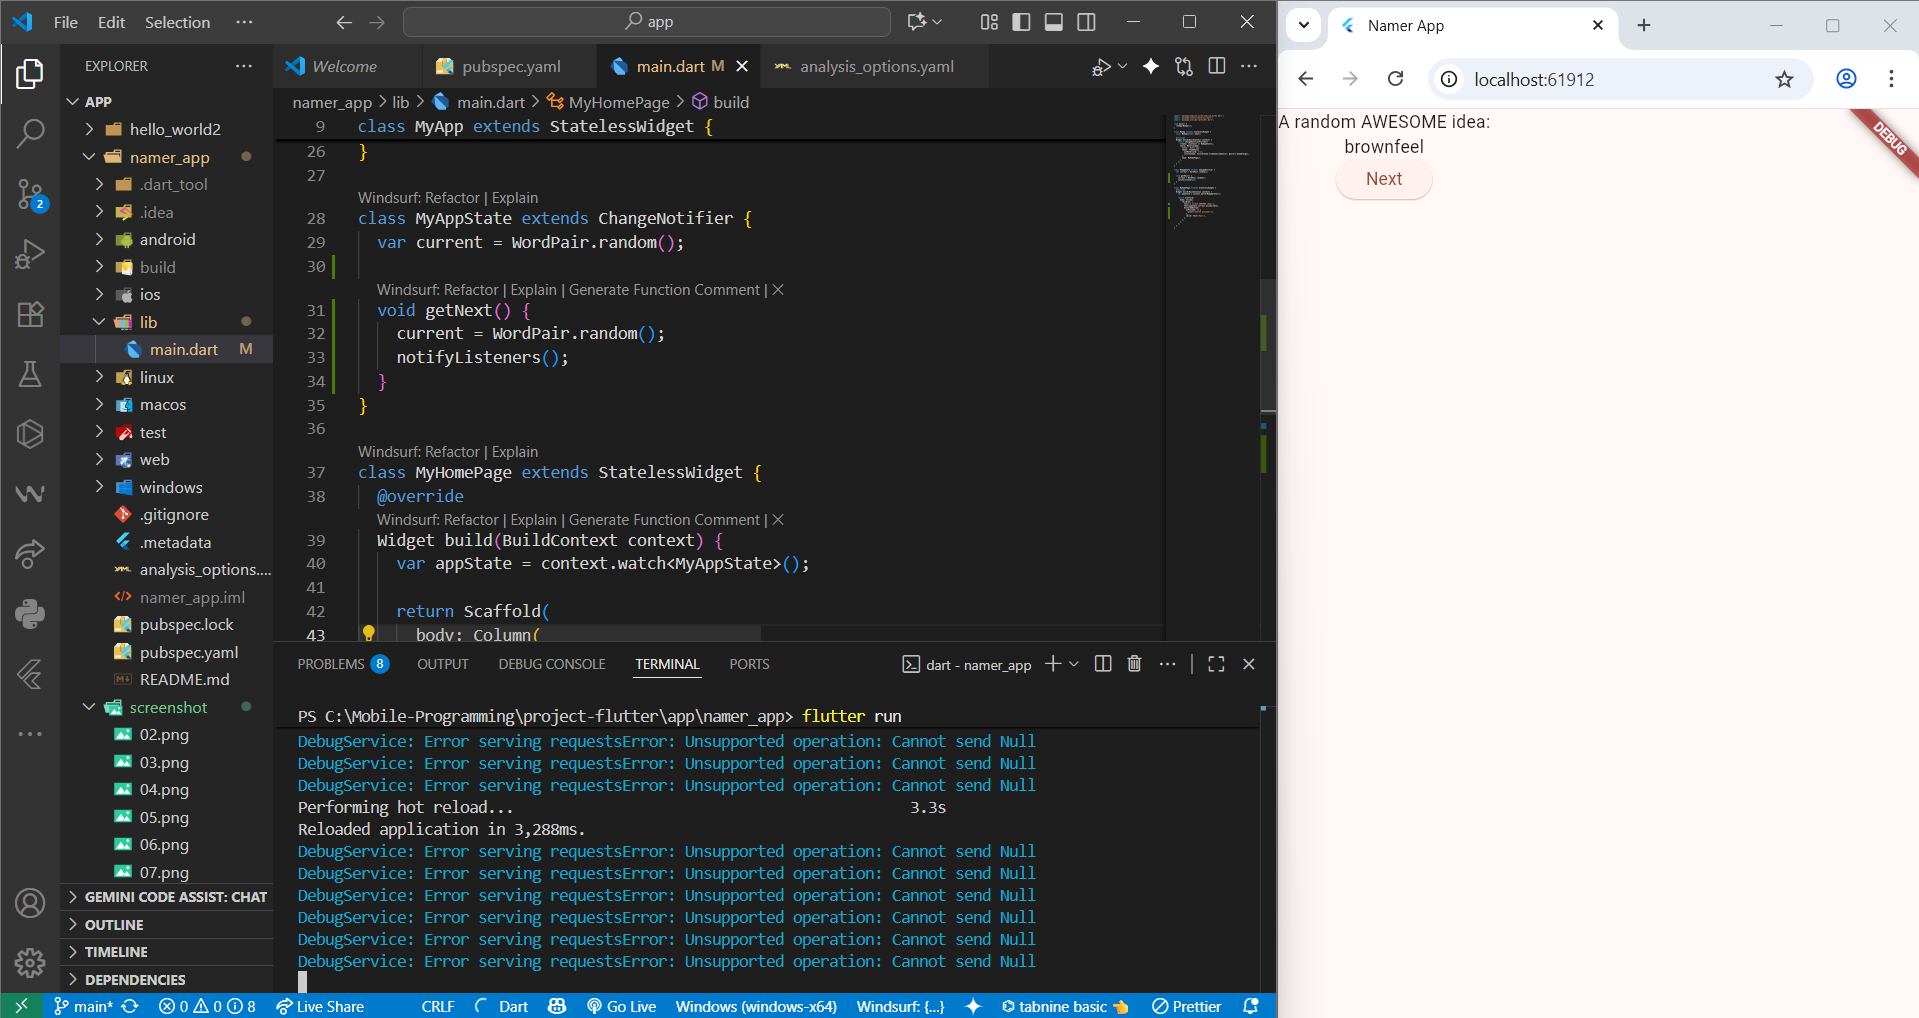 File Edit Selection ···
app
EXPLORER
APP
hello_world2
namer_app
.dart_tool
.idea
android
build
ios
lib
main.dart M
linux
macos
test
web
windows
.gitignore
.metadata
analysis_options....
namer_app.iml
pubspec.lock
pubspec.yaml
README.md
screenshot
02.png
03.png
04.png
05.png
06.png
07.png
GEMINI CODE ASSIST: CHAT
OUTLINE
TIMELINE
DEPENDENCIES
2
Welcome pubspec.yaml main.dart M analysis_options.yaml
namer_app > lib > main.dart > MyHomePage > build
9 class MyApp extends StatelessWidget {
26 }
27
Windsurf: Refactor | Explain
28 class MyAppState extends ChangeNotifier {
29 var current = WordPair.random();
30
Windsurf: Refactor | Explain | Generate Function Comment | ×
31 void getNext() {
32 current = WordPair.random();
33 notifyListeners();
34 }
35 }
36
Windsurf: Refactor | Explain
37 class MyHomePage extends StatelessWidget {
38 @override
Windsurf: Refactor | Explain | Generate Function Comment | ×
39 Widget build(BuildContext context) {
40 var appState = context.watch<MyAppState>();
41
42 return Scaffold(
43 body: Column(
PROBLEMS 8 OUTPUT DEBUG CONSOLE TERMINAL PORTS dart - namer_app
PS C:\Mobile-Programming\project-flutter\app\namer_app> flutter run
DebugService: Error serving requestsError: Unsupported operation: Cannot send Null
DebugService: Error serving requestsError: Unsupported operation: Cannot send Null
DebugService: Error serving requestsError: Unsupported operation: Cannot send Null
Performing hot reload... 3.3s
Reloaded application in 3,288ms.
DebugService: Error serving requestsError: Unsupported operation: Cannot send Null
DebugService: Error serving requestsError: Unsupported operation: Cannot send Null
DebugService: Error serving requestsError: Unsupported operation: Cannot send Null
DebugService: Error serving requestsError: Unsupported operation: Cannot send Null
DebugService: Error serving requestsError: Unsupported operation: Cannot send Null
DebugService: Error serving requestsError: Unsupported operation: Cannot send Null
main* 0 0 8 Live Share CRLF Dart Go Live Windows (windows-x64) Windsurf: {...} tabnine basic 👈 Prettier
Namer App
localhost:61912
DEBUG
A random AWESOME idea:
brownfeel
Next